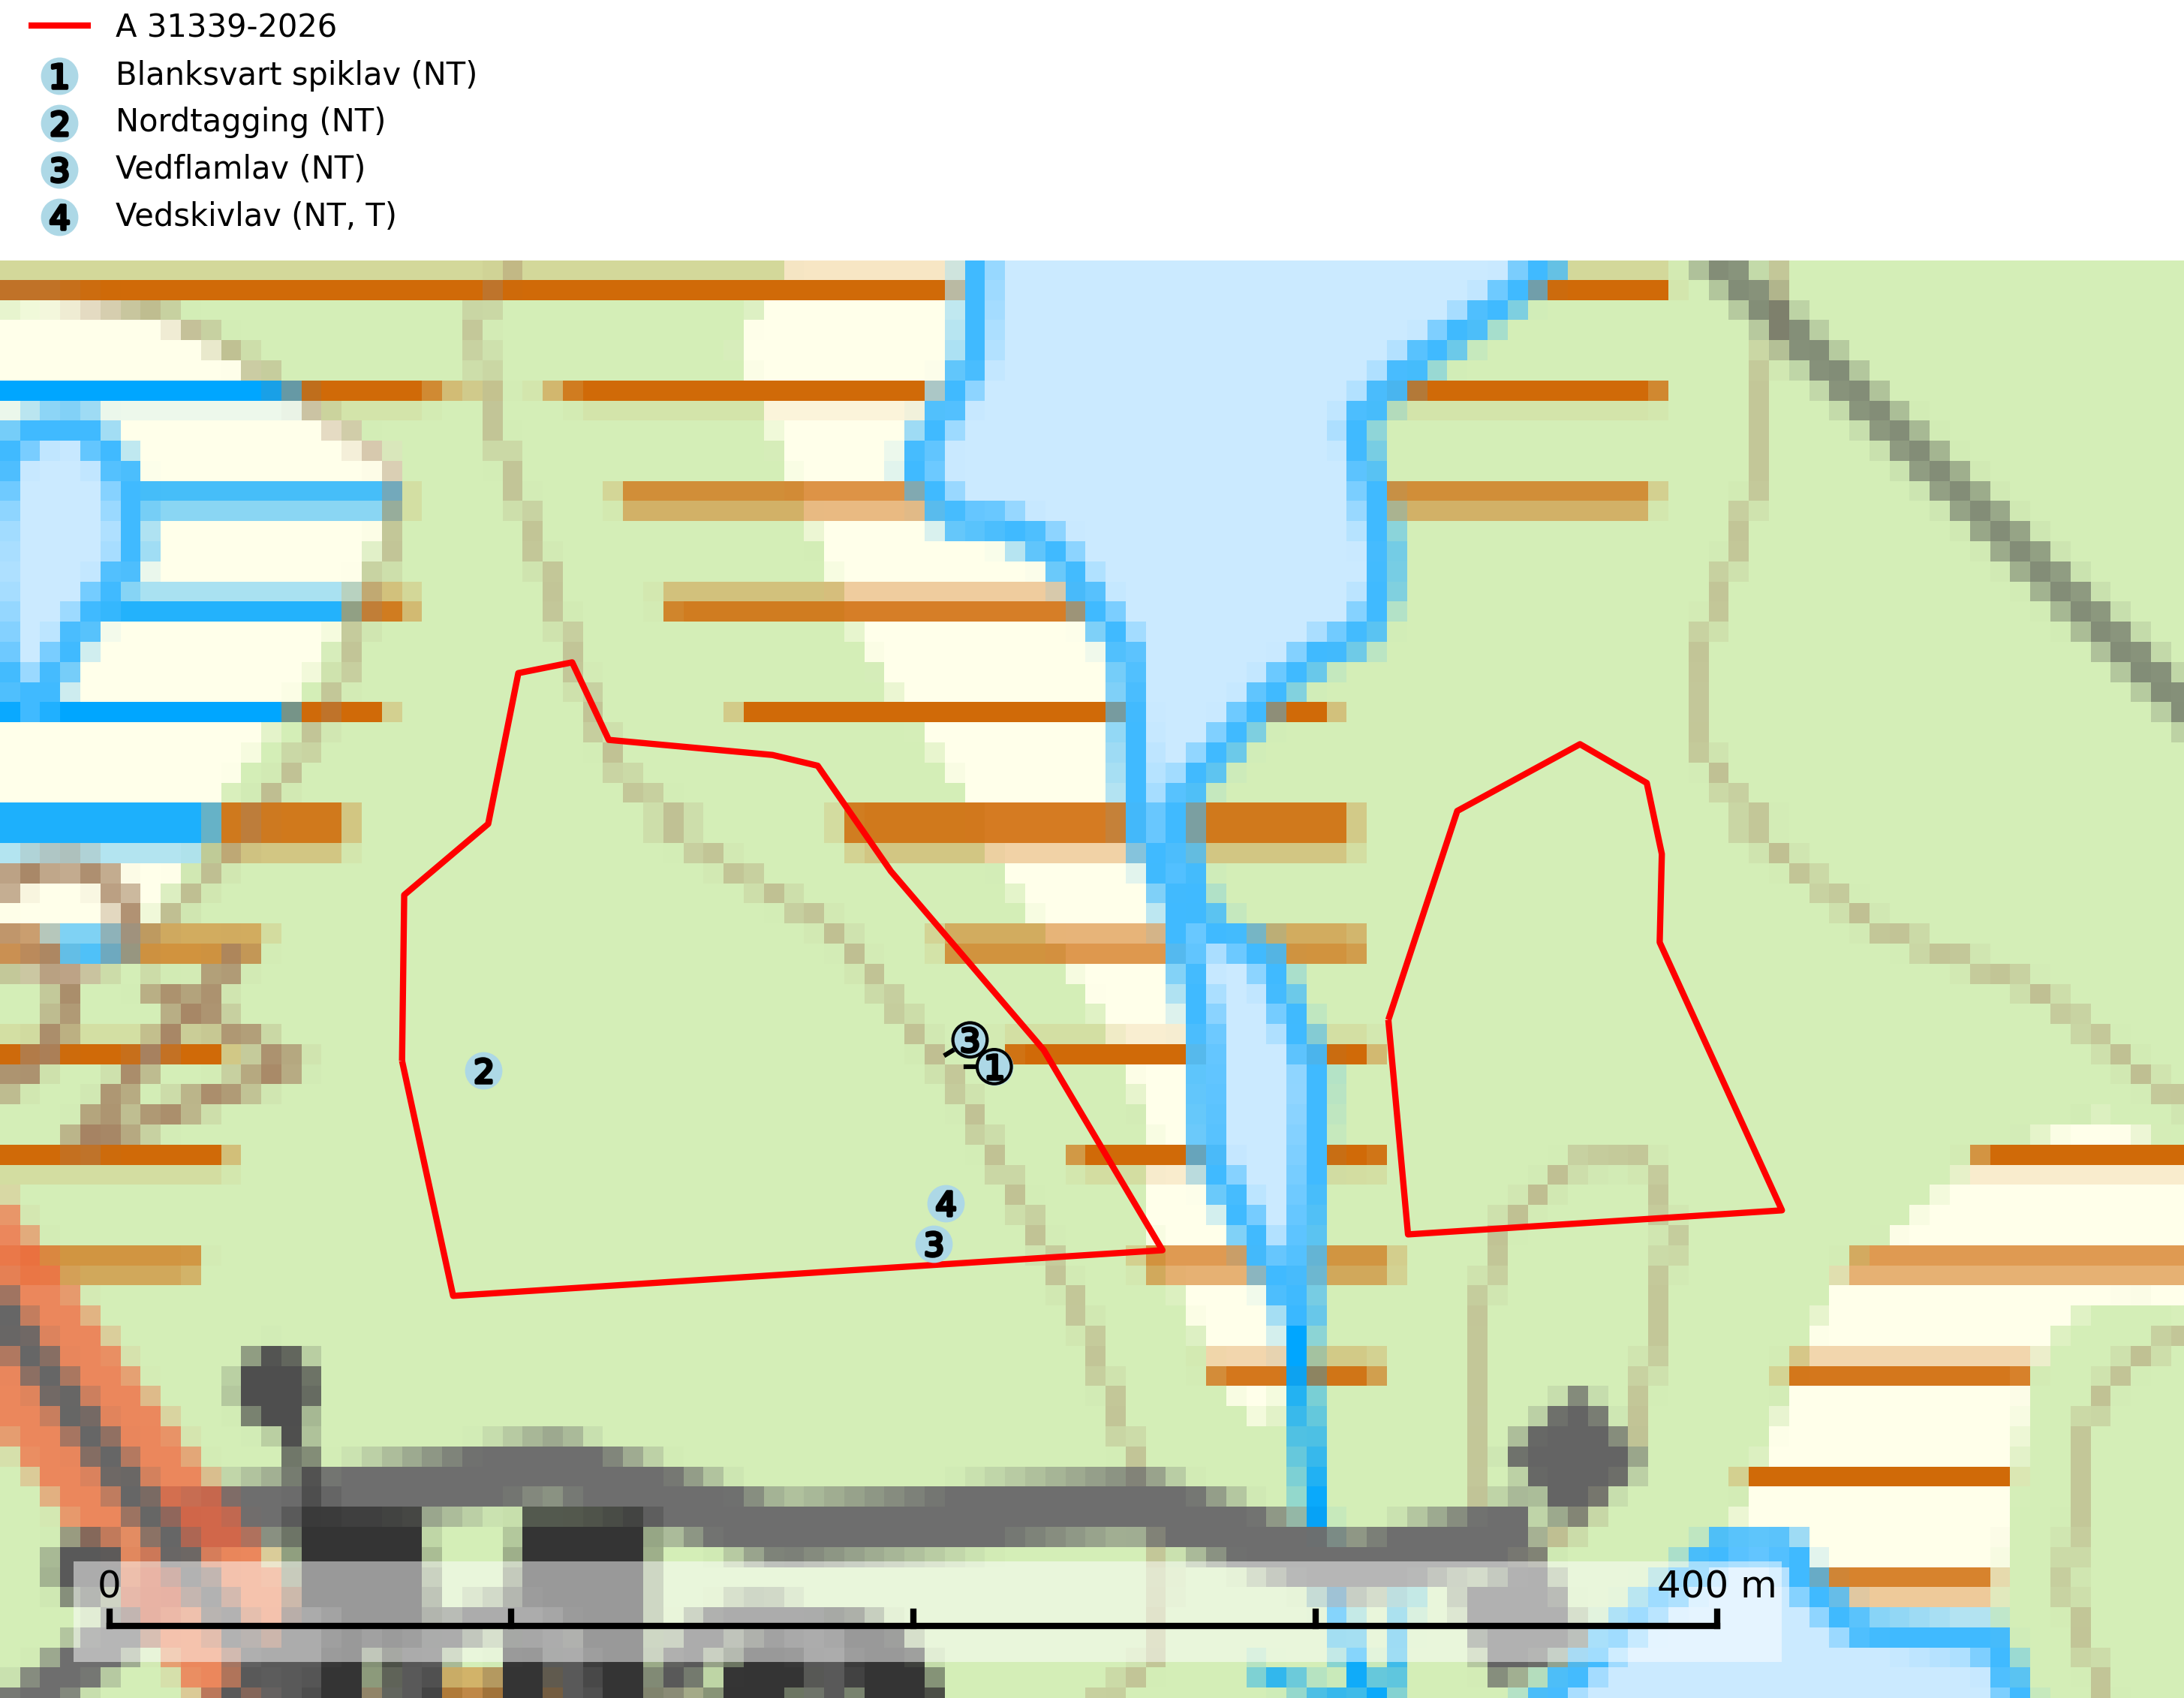 A 31339-2026
1 Blanksvart spiklav (NT)
2 Nordtagging (NT)
3 Vedflamlav (NT)
4 Vedskivlav (NT, T)
3
1
2
4
3
0 400 m